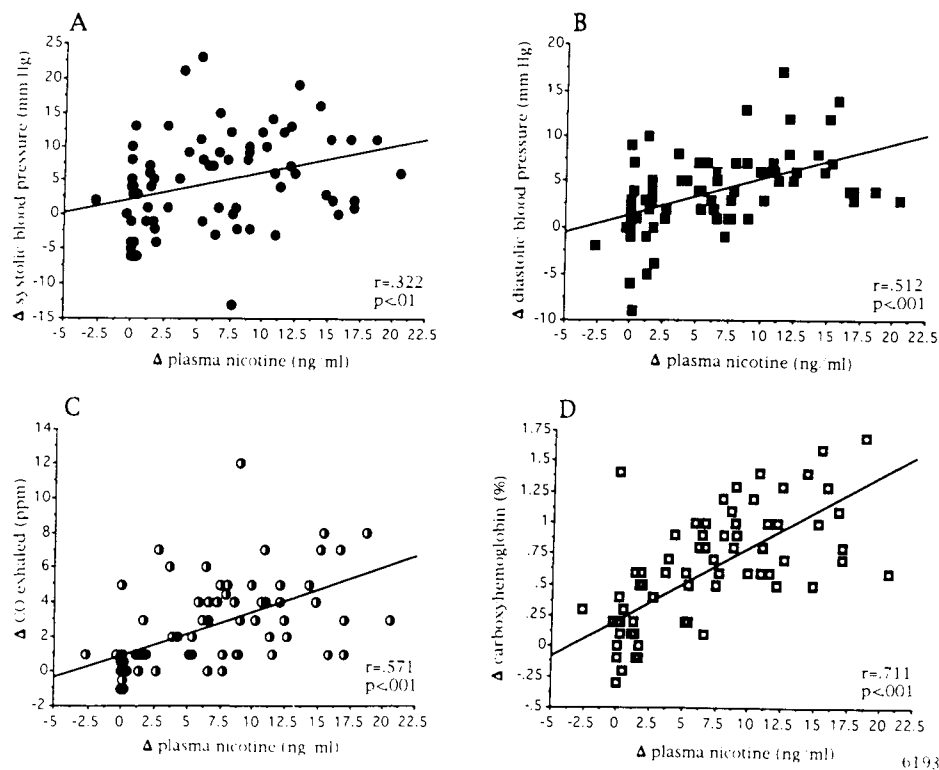 A
Δ systolic blood pressure (mm Hg)
25
20
15
10
5
0
-5
-10
-15
-5 -2.5 0 2.5 5 7.5 10 12.5 15 17.5 20 22.5
Δ plasma nicotine (ng/ml)
r=.322
p<01
B
Δ diastolic blood pressure (mm Hg)
20
15
10
5
0
-5
-10
-5 -2.5 0 2.5 5 7.5 10 12.5 15 17.5 20 22.5
Δ plasma nicotine (ng/ml)
r=.512
p<001
C
Δ CO exhaled (ppm)
14
12
10
8
6
4
2
0
-2
-5 -2.5 0 2.5 5 7.5 10 12.5 15 17.5 20 22.5
Δ plasma nicotine (ng/ml)
r=.571
p<001
D
Δ carboxyhemoglobin (%)
1.75
1.5
1.25
1
.75
.5
.25
0
-.25
-.5
-5 -2.5 0 2.5 5 7.5 10 12.5 15 17.5 20 22.5
Δ plasma nicotine (ng/ml)
r=.711
p<001
6193